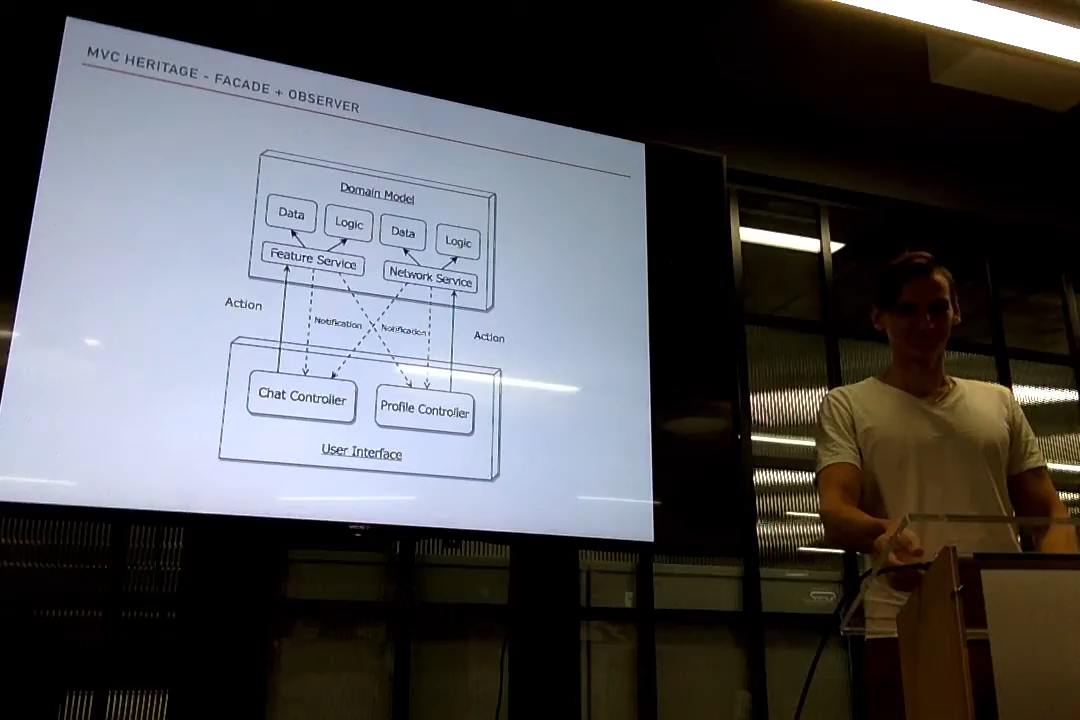 MVC HERITAGE - FACADE + OBSERVER
Domain Model
Data
Logic
Data
Logic
Feature Service
Network Service
Action
Notification
Notification
Action
Chat Controller
Profile Controller
User Interface